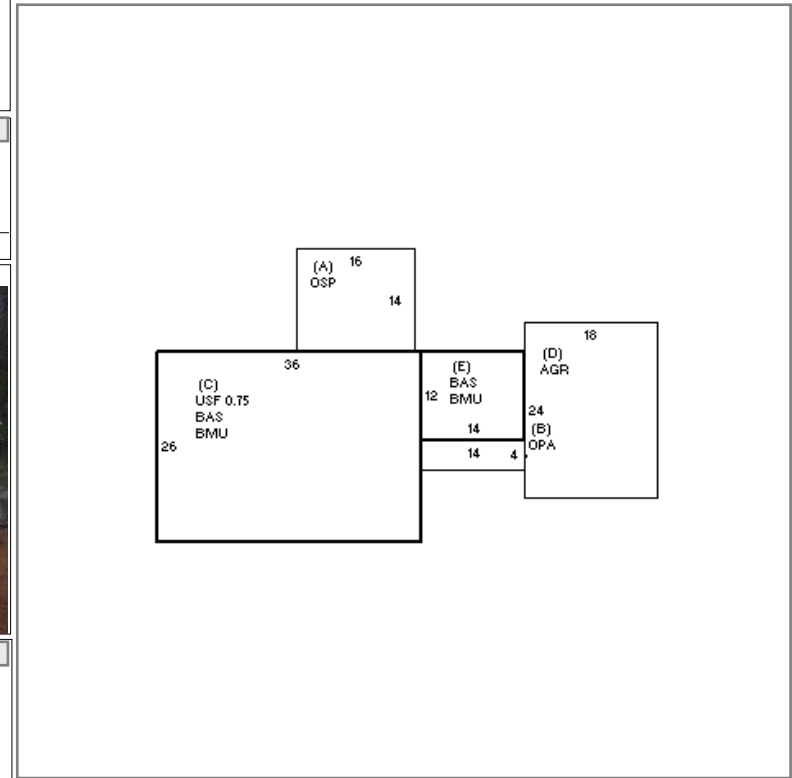 (A)
OSP
16
14
36
(C)
USF 0.75
BAS
BMU
26
(E)
BAS
BMU
12
14
14
4
18
(D)
AGR
24
(B)
OPA